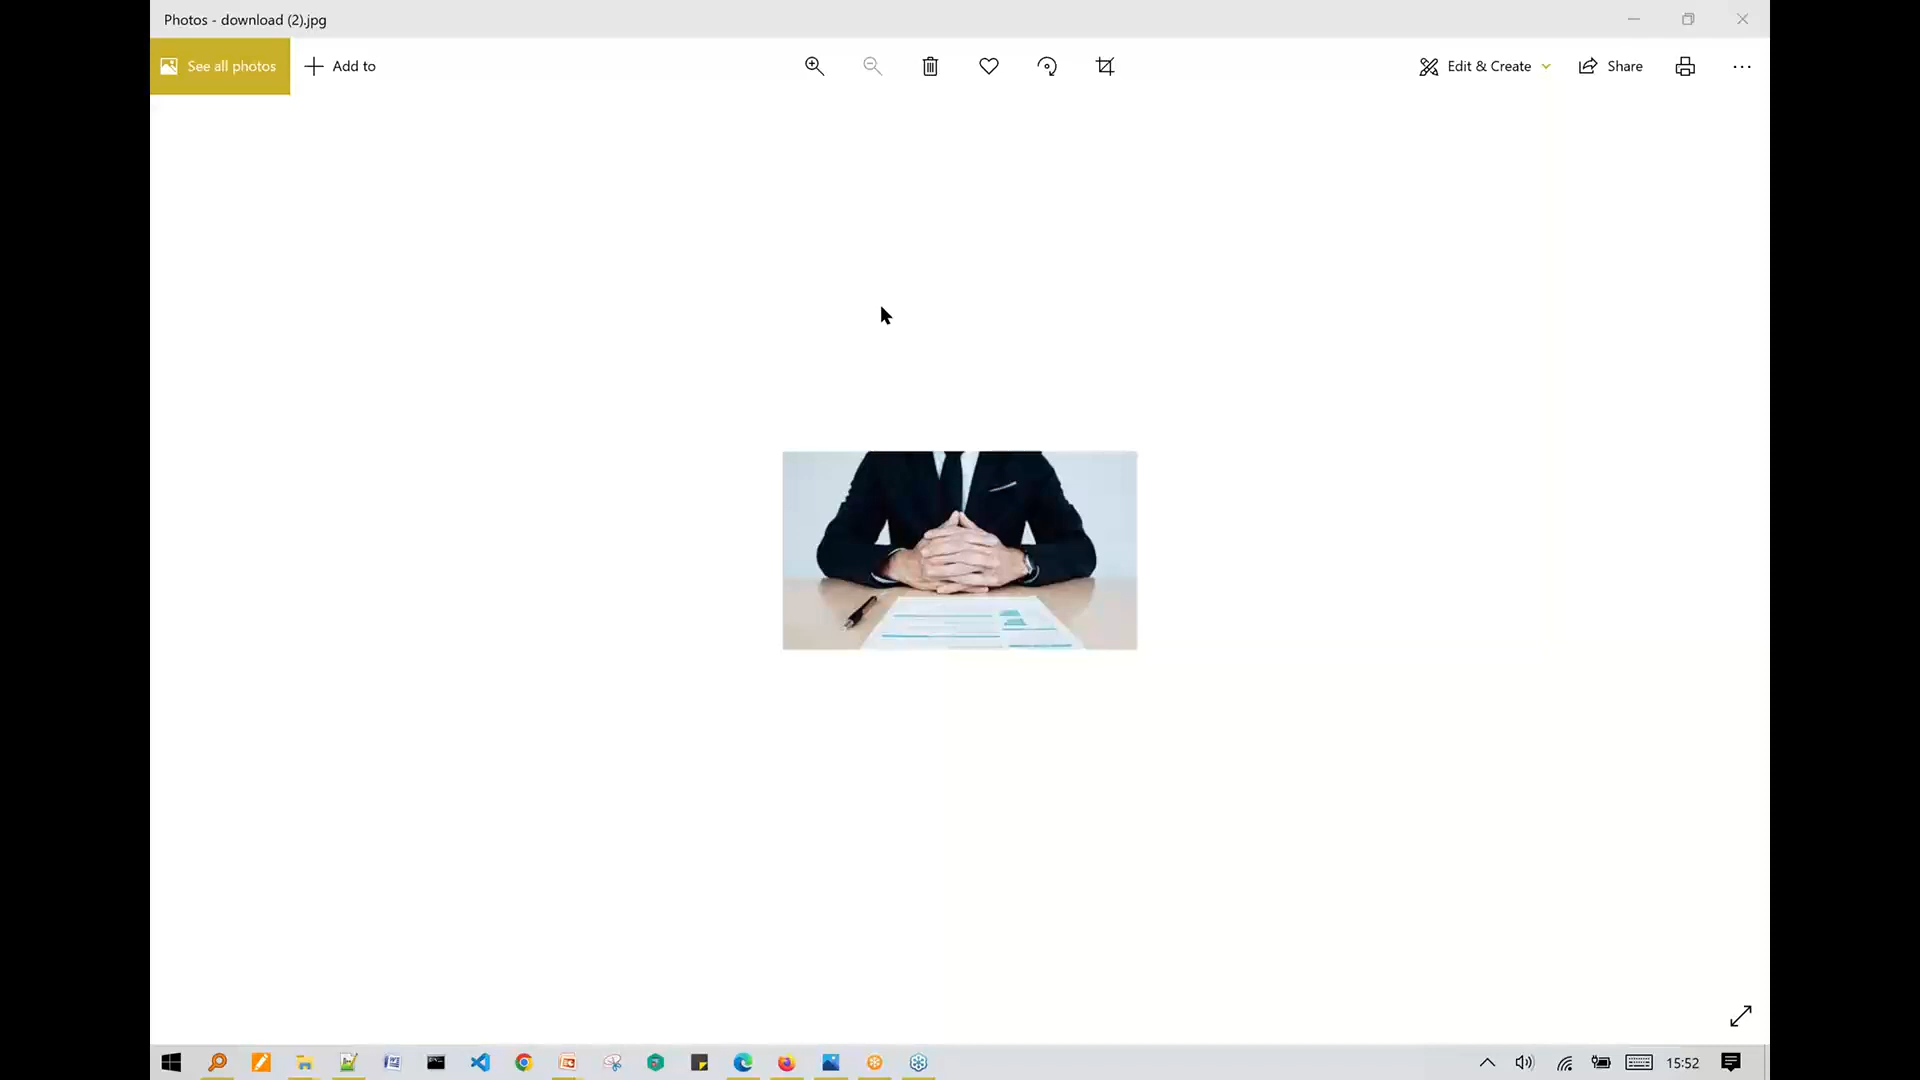 Photos - download (2).jpg
See all photos
Add to
Edit & Create
Share
15:52